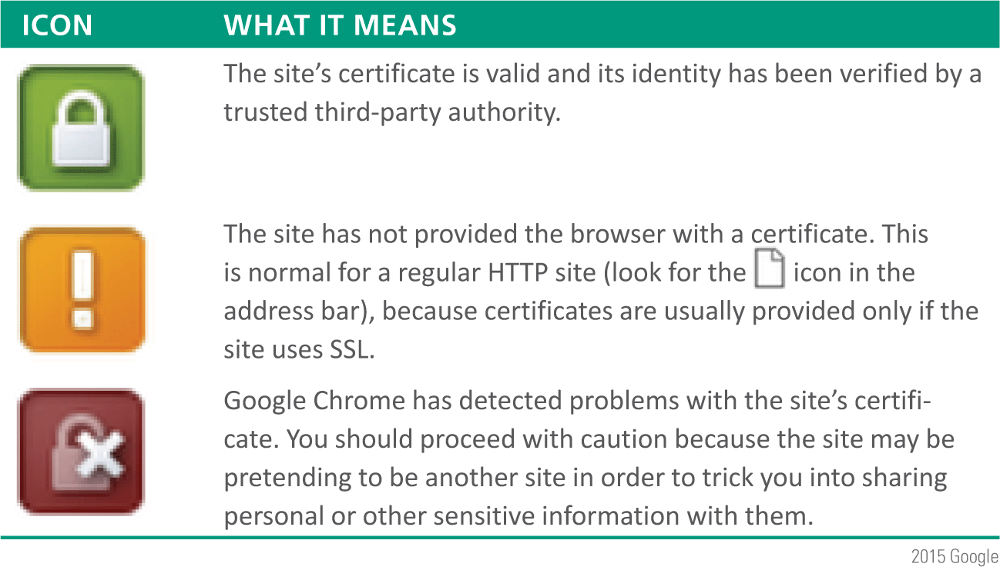 ICON WHAT IT MEANS
The site’s certificate is valid and its identity has been verified by a
trusted third-party authority.
The site has not provided the browser with a certificate. This
is normal for a regular HTTP site (look for the icon in the
address bar), because certificates are usually provided only if the
site uses SSL.
Google Chrome has detected problems with the site’s certifi-
cate. You should proceed with caution because the site may be
pretending to be another site in order to trick you into sharing
personal or other sensitive information with them.
2015 Google